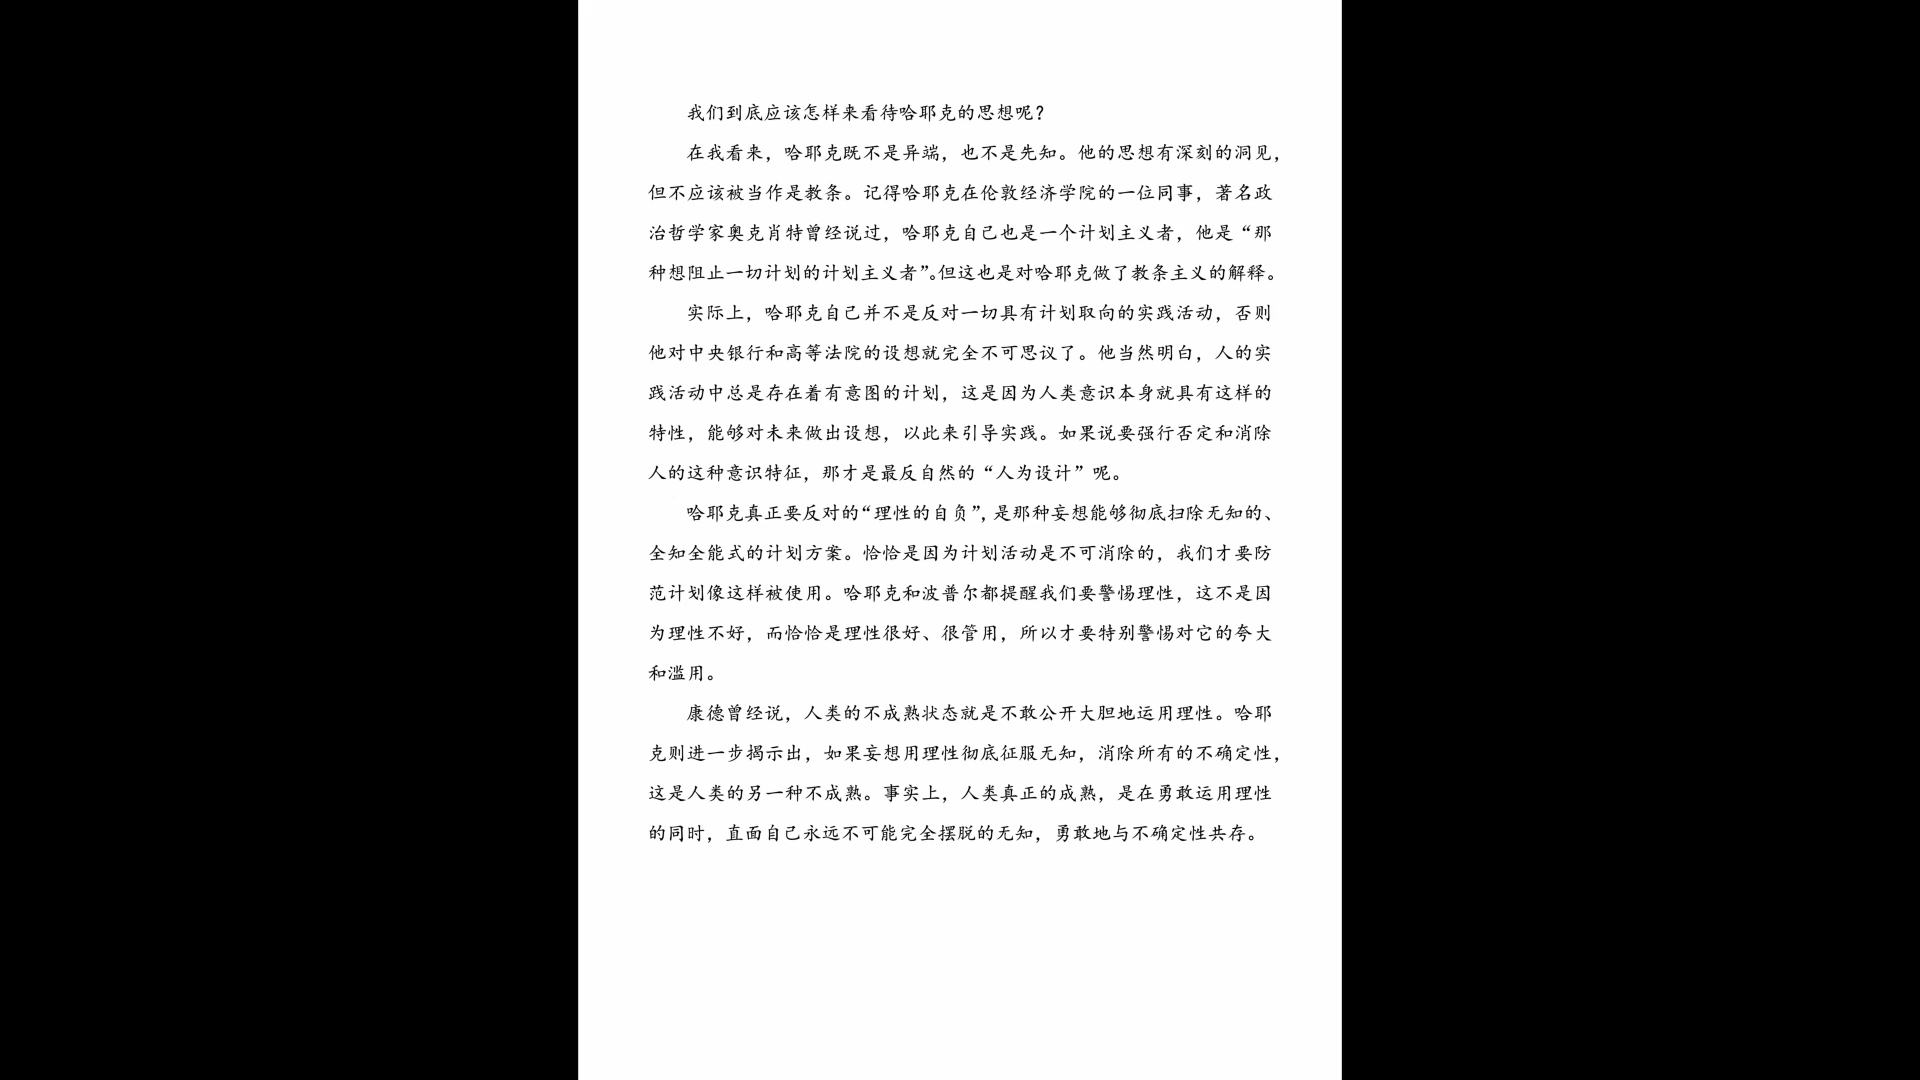 我们到底应该怎样来看待哈耶克的思想呢？
在我看来，哈耶克既不是异端，也不是先知。他的思想有深刻的洞见，
但不应该被当作是教条。记得哈耶克在伦敦经济学院的一位同事，著名政
治哲学家奥克肖特曾经说过，哈耶克自己也是一个计划主义者，他是“那
种想阻止一切计划的计划主义者”。但这也是对哈耶克做了教条主义的解释。
实际上，哈耶克自己并不是反对一切具有计划取向的实践活动，否则
他对中央银行和高等法院的设想就完全不可思议了。他当然明白，人的实
践活动中总是存在着有意图的计划，这是因为人类意识本身就具有这样的
特性，能够对未来做出设想，以此来引导实践。如果说要强行否定和消除
人的这种意识特征，那才是最反自然的“人为设计”呢。
哈耶克真正要反对的“理性的自负”，是那种妄想能够彻底扫除无知的、
全知全能式的计划方案。恰恰是因为计划活动是不可消除的，我们才要防
范计划像这样被使用。哈耶克和波普尔都提醒我们要警惕理性，这不是因
为理性不好，而恰恰是理性很好、很管用，所以才要特别警惕对它的夸大
和滥用。
康德曾经说，人类的不成熟状态就是不敢公开大胆地运用理性。哈耶
克则进一步揭示出，如果妄想用理性彻底征服无知，消除所有的不确定性，
这是人类的另一种不成熟。事实上，人类真正的成熟，是在勇敢运用理性
的同时，直面自己永远不可能完全摆脱的无知，勇敢地与不确定性共存。